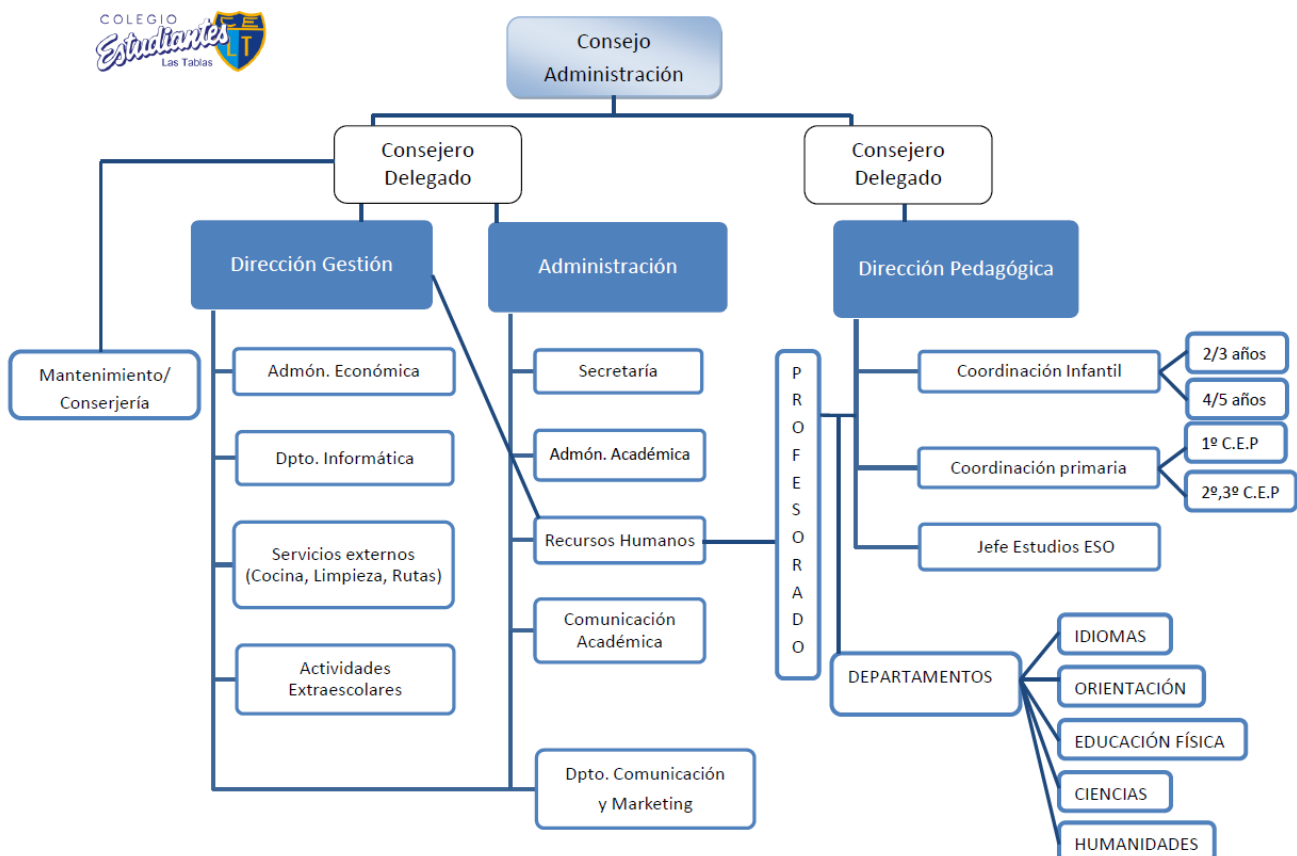 COLEGIO
Estudiantes
Las Tablas
CE
LT
Consejo
Administración
Consejero
Delegado
Consejero
Delegado
Dirección Gestión
Administración
Dirección Pedagógica
Mantenimiento/
Conserjería
Admón. Económica
Dpto. Informática
Servicios externos
(Cocina, Limpieza, Rutas)
Actividades
Extraescolares
Secretaría
Admón. Académica
Recursos Humanos
Comunicación
Académica
Dpto. Comunicación
y Marketing
P
R
O
F
E
S
O
R
A
D
O
Coordinación Infantil
2/3 años
4/5 años
Coordinación primaria
1º C.E.P
2º,3º C.E.P
Jefe Estudios ESO
DEPARTAMENTOS
IDIOMAS
ORIENTACIÓN
EDUCACIÓN FÍSICA
CIENCIAS
HUMANIDADES